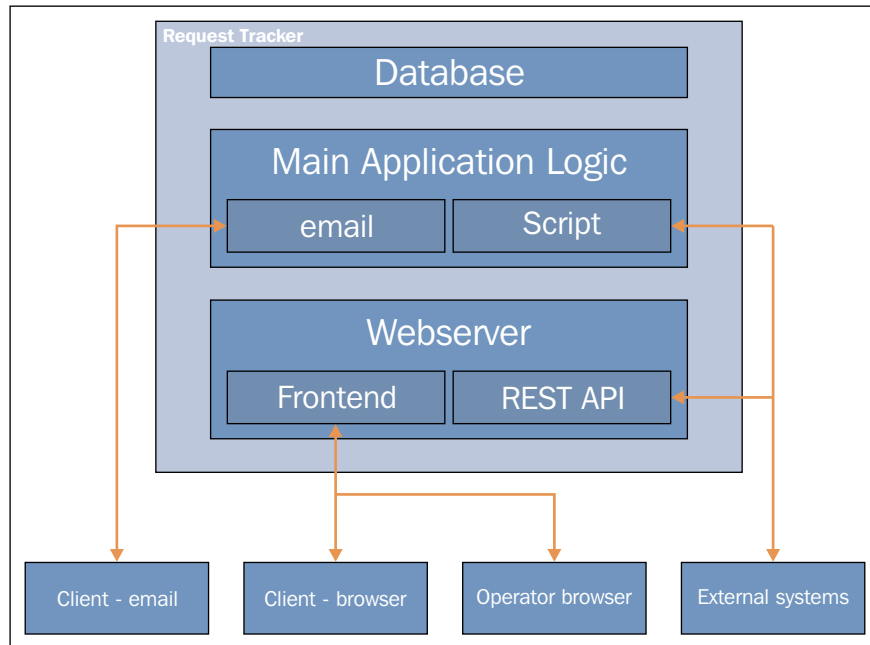 Request Tracker
Database
Main Application Logic
email
Script
Webserver
Frontend
REST API
Client - email
Client - browser
Operator browser
External systems